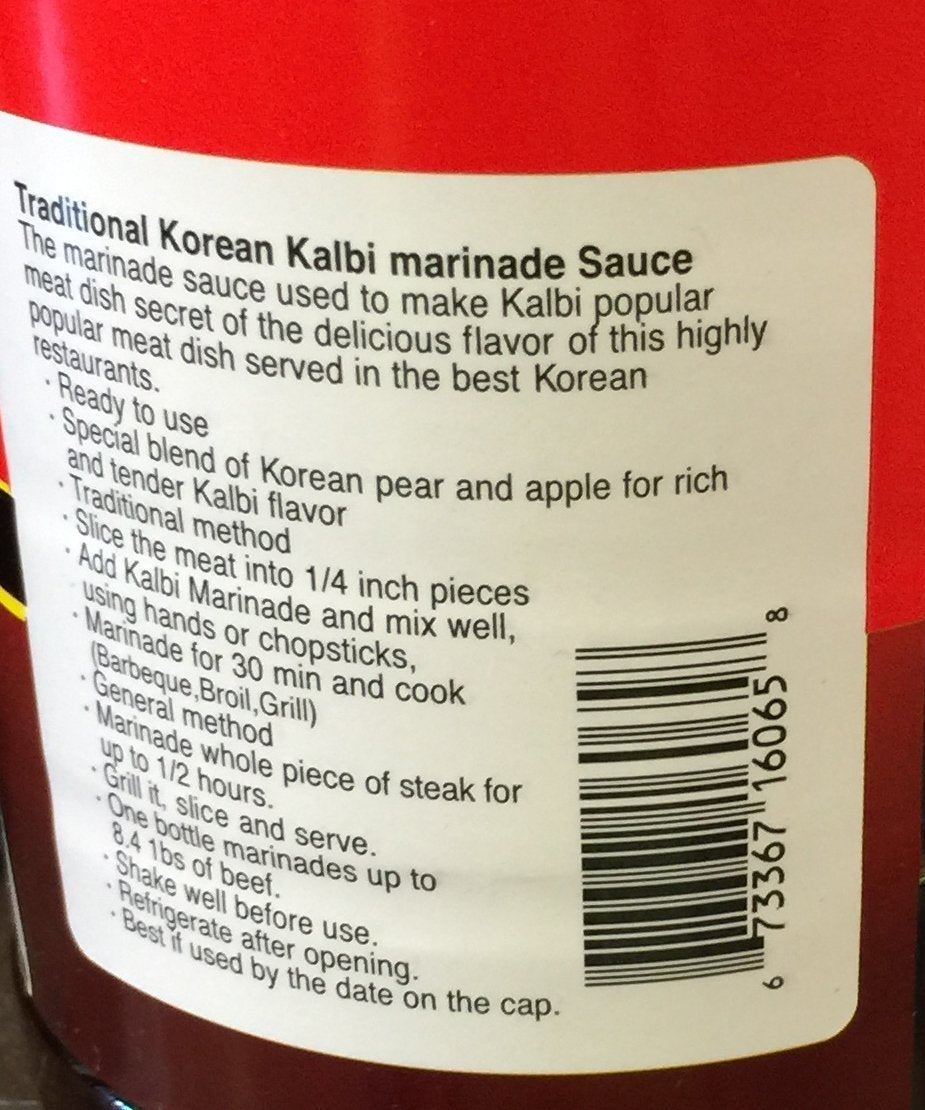 Traditional Korean Kalbi marinade Sauce
The marinade sauce used to make Kalbi popular
meat dish secret of the delicious flavor of this highly
popular meat dish served in the best Korean
restaurants.
· Ready to use
· Special blend of Korean pear and apple for rich
and tender Kalbi flavor
· Traditional method
· Slice the meat into 1/4 inch pieces
· Add Kalbi Marinade and mix well,
using hands or chopsticks,
· Marinade for 30 min and cook
(Barbeque,Broil,Grill)
· General method
· Marinade whole piece of steak for
up to 1/2 hours.
· Grill it, slice and serve.
· One bottle marinades up to
8.4 1bs of beef.
· Shake well before use.
· Refrigerate after opening.
· Best if used by the date on the cap.
6 73367 16065 8